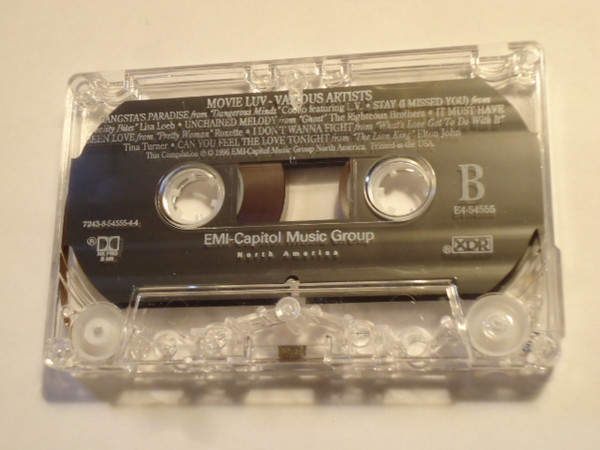 MOVIE LUV - VARIOUS ARTISTS
GANGSTA'S PARADISE from "Dangerous Minds" Coolio featuring L.V. • STAY (I MISSED YOU) from
"Reality Bites" Lisa Loeb • UNCHAINED MELODY from "Ghost" The Righteous Brothers • IT MUST HAVE
BEEN LOVE from "Pretty Woman" Roxette • I DON'T WANNA FIGHT from "What's Love Got To Do With It"
Tina Turner • CAN YOU FEEL THE LOVE TONIGHT from "The Lion King" Elton John
This Compilation ℗ © 1996 EMI-Capitol Music Group North America. Printed in the USA.
B
7243-8-54555-4-4
E4-54555
EMI-Capitol Music Group
North America
® DOLBY HX PRO B NR
® XDR